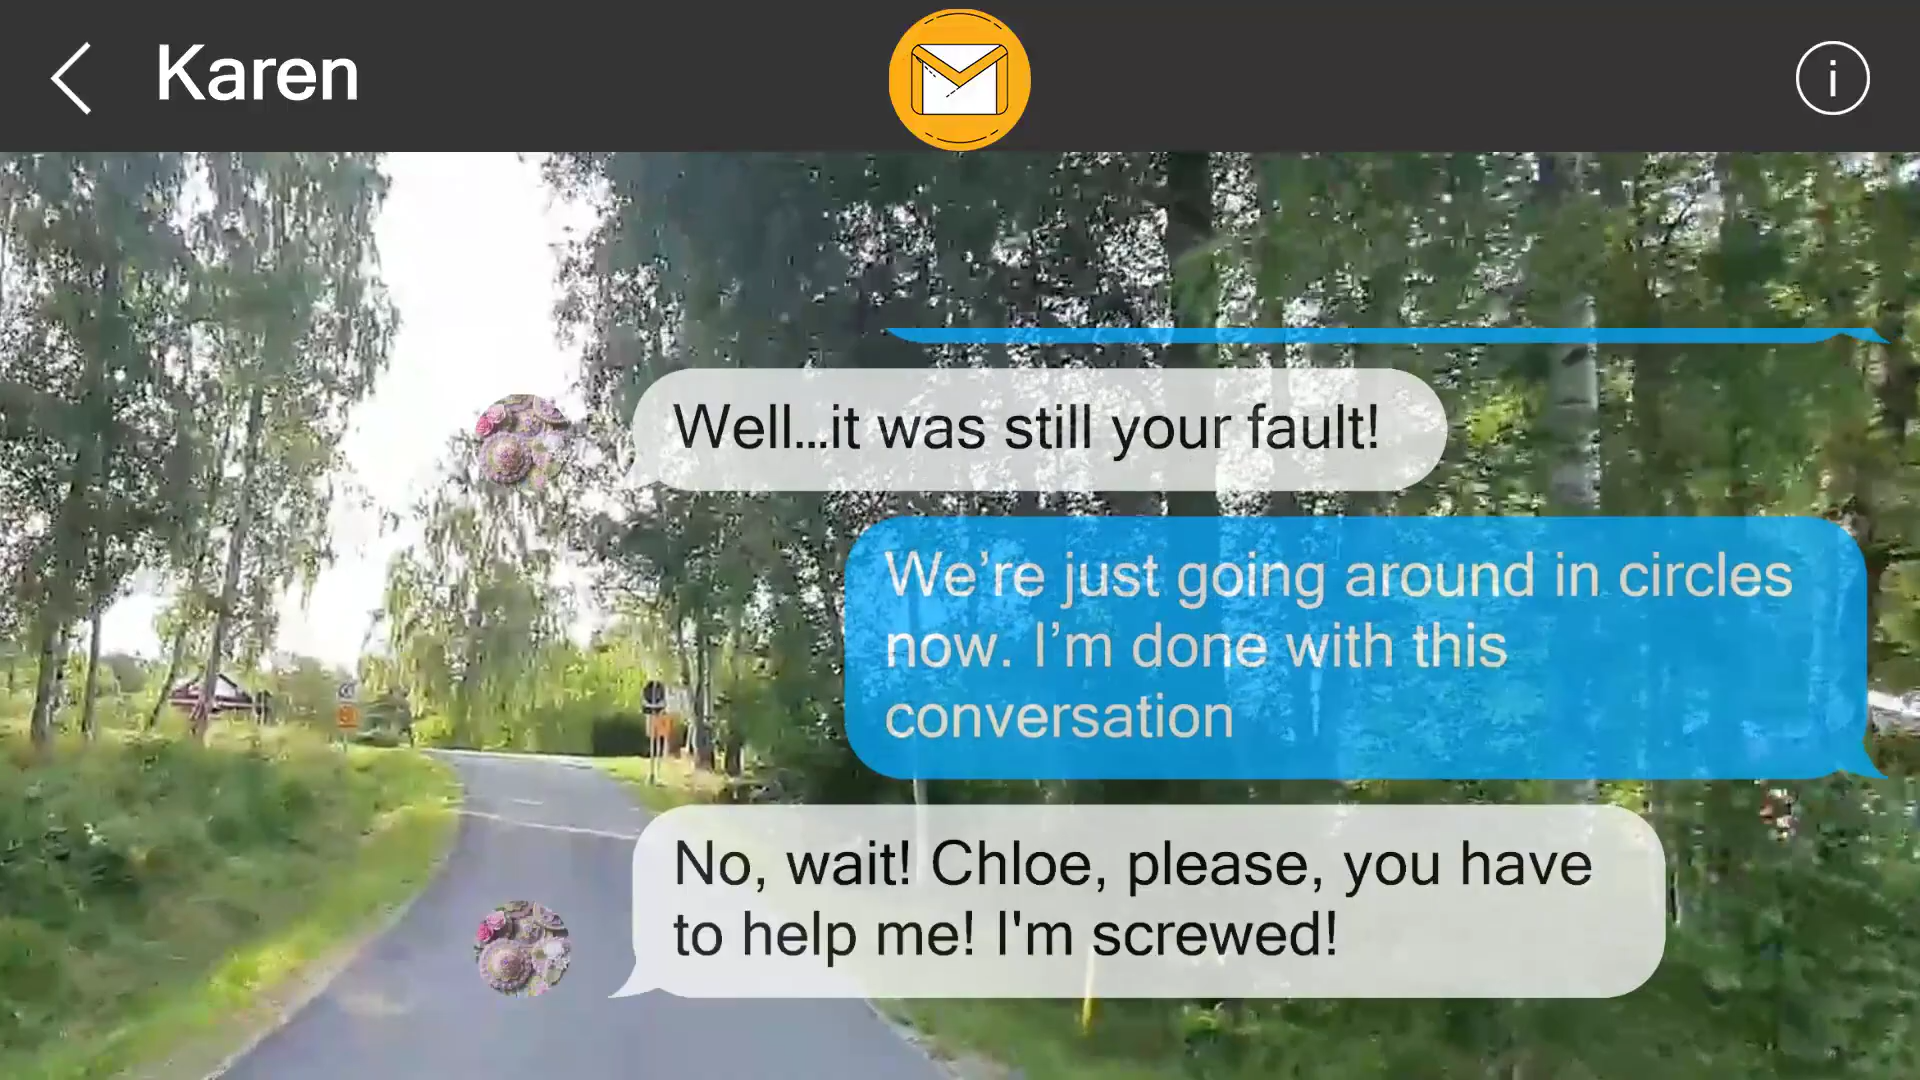 Karen
i
Well...it was still your fault!
We’re just going around in circles
now. I’m done with this
conversation
No, wait! Chloe, please, you have
to help me! I'm screwed!